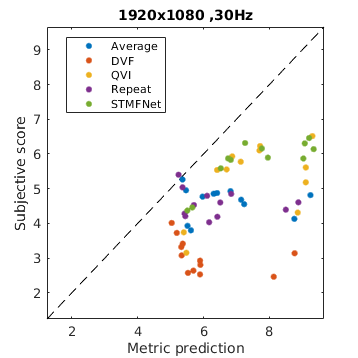 1920x1080 ,30Hz
Average
DVF
QVI
Repeat
STMFNet
Subjective score
9
8
7
6
5
4
3
2
2 4 6 8
Metric prediction